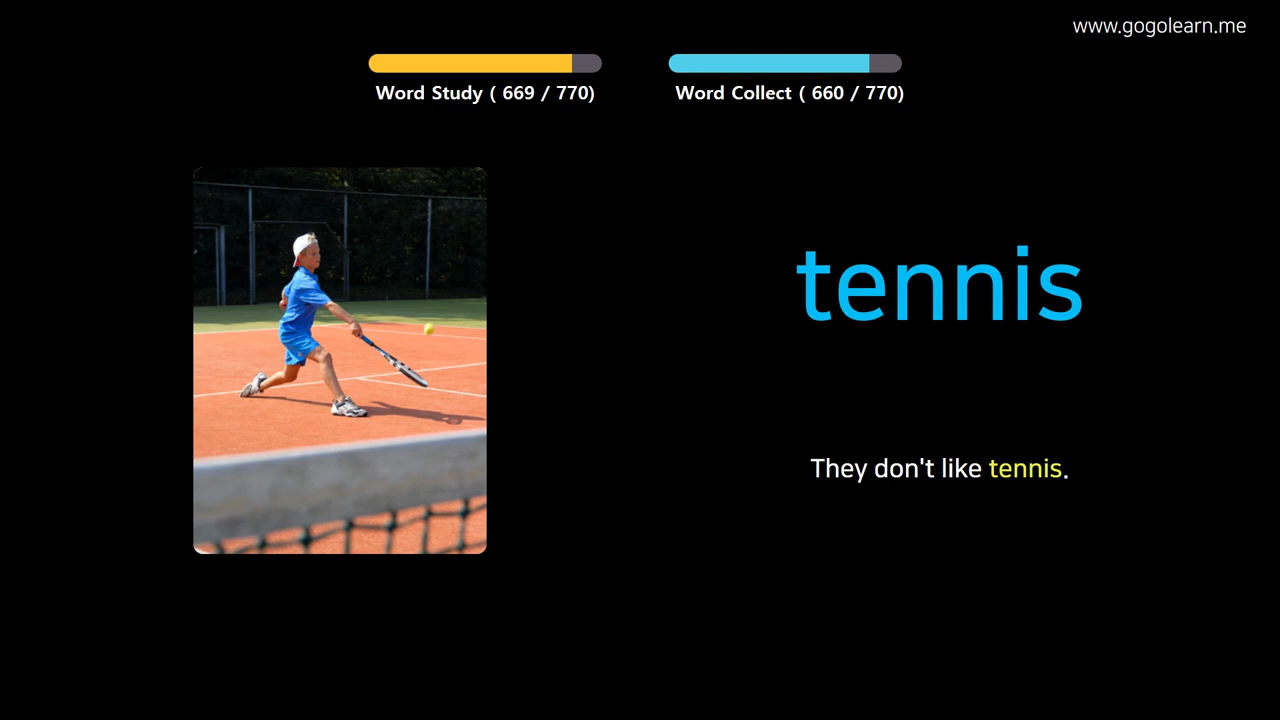 www.gogolearn.me
Word Study ( 669 / 770)
Word Collect ( 660 / 770)
tennis
They don't like tennis.